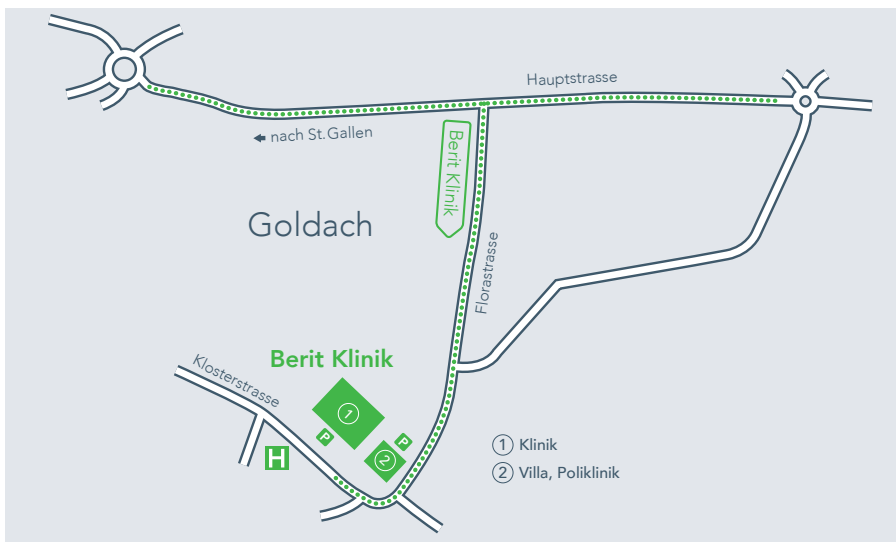 Hauptstrasse
nach St. Gallen
Berit Klinik
Goldach
Florastrasse
Berit Klinik
Klosterstrasse
1
P
P
2
H
1 Klinik
2 Villa, Poliklinik